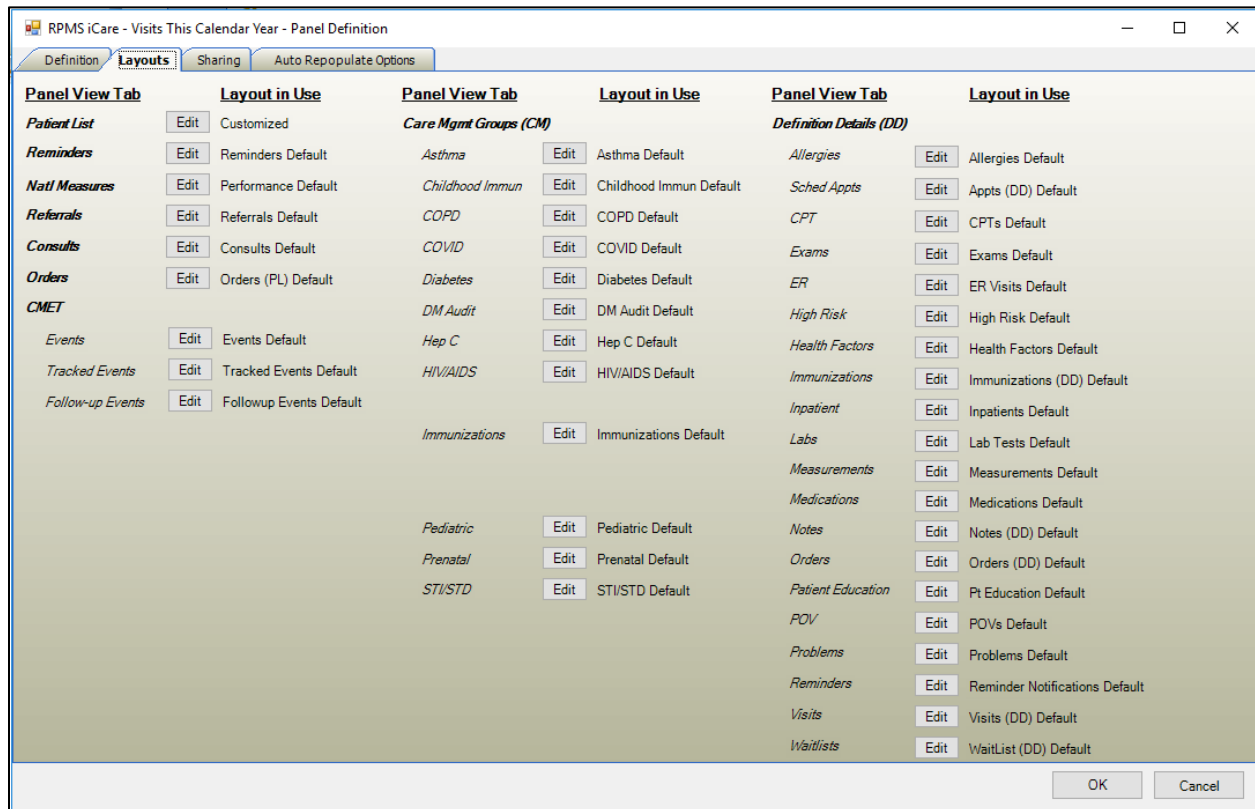 RPMS iCare - Visits This Calendar Year - Panel Definition
Definition Layouts Sharing Auto Repopulate Options
Panel View Tab Layout in Use
Patient List Edit Customized
Reminders Edit Reminders Default
Natl Measures Edit Performance Default
Referrals Edit Referrals Default
Consults Edit Consults Default
Orders Edit Orders (PL) Default
CMET
Events Edit Events Default
Tracked Events Edit Tracked Events Default
Follow-up Events Edit Followup Events Default
Panel View Tab Layout in Use
Care Mgmt Groups (CM)
Asthma Edit Asthma Default
Childhood Immun Edit Childhood Immun Default
COPD Edit COPD Default
COVID Edit COVID Default
Diabetes Edit Diabetes Default
DM Audit Edit DM Audit Default
Hep C Edit Hep C Default
HIV/AIDS Edit HIV/AIDS Default
Immunizations Edit Immunizations Default
Pediatric Edit Pediatric Default
Prenatal Edit Prenatal Default
STI/STD Edit STI/STD Default
Panel View Tab Layout in Use
Definition Details (DD)
Allergies Edit Allergies Default
Sched Appts Edit Appts (DD) Default
CPT Edit CPTs Default
Exams Edit Exams Default
ER Edit ER Visits Default
High Risk Edit High Risk Default
Health Factors Edit Health Factors Default
Immunizations Edit Immunizations (DD) Default
Inpatient Edit Inpatients Default
Labs Edit Lab Tests Default
Measurements Edit Measurements Default
Medications Edit Medications Default
Notes Edit Notes (DD) Default
Orders Edit Orders (DD) Default
Patient Education Edit Pt Education Default
POV Edit POVs Default
Problems Edit Problems Default
Reminders Edit Reminder Notifications Default
Visits Edit Visits (DD) Default
Waitlists Edit WaitList (DD) Default
OK Cancel